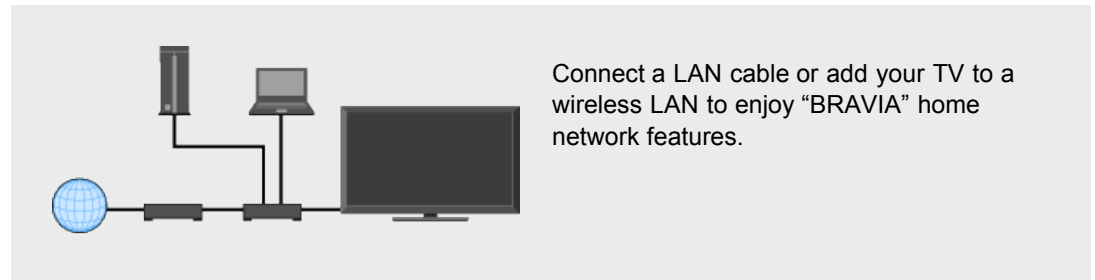 Connect a LAN cable or add your TV to a
wireless LAN to enjoy “BRAVIA” home
network features.